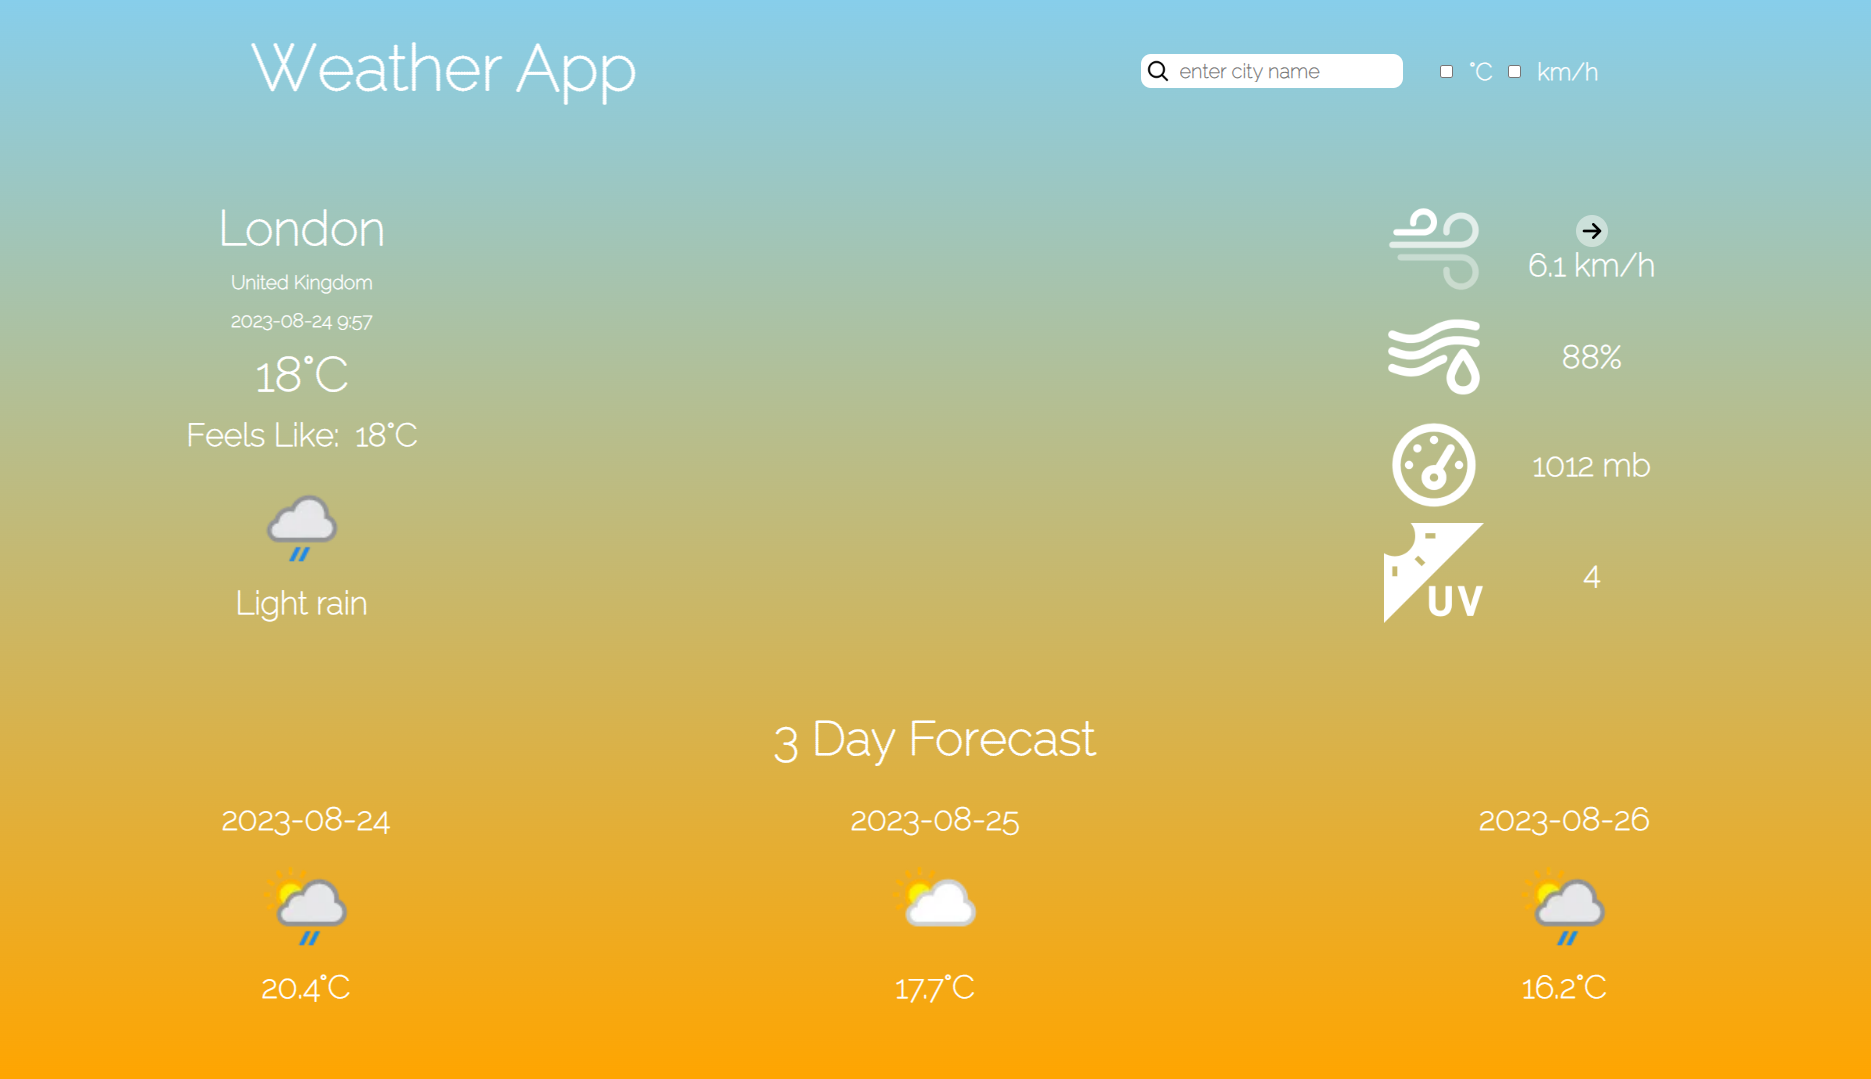 Weather App
enter city name
°C
km/h
London
United Kingdom
2023-08-24 9:57
18°C
Feels Like: 18°C
Light rain
6.1 km/h
88%
1012 mb
UV
4
3 Day Forecast
2023-08-24
20.4°C
2023-08-25
17.7°C
2023-08-26
16.2°C